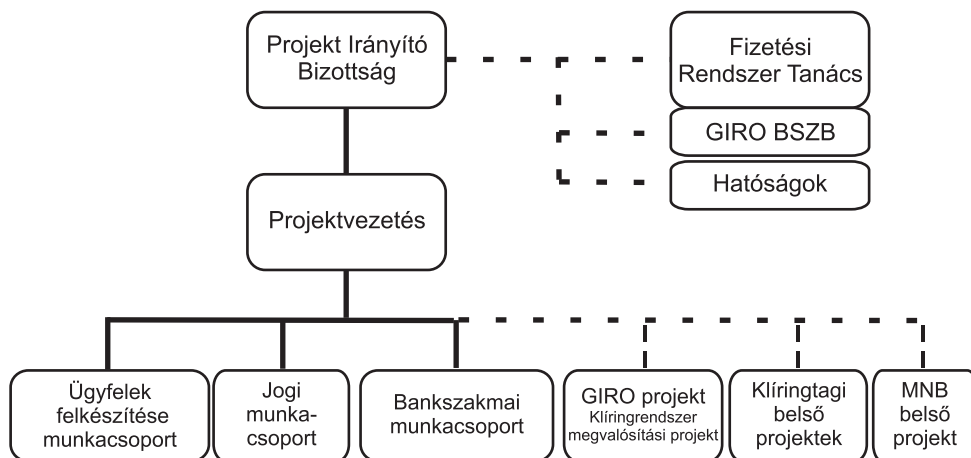 Projekt Irányító
Bizottság
Fizetési
Rendszer Tanács
GIRO BSZB
Hatóságok
Projektvezetés
Ügyfelek
felkészítése
munkacsoport
Jogi
munka-
csoport
Bankszakmai
munkacsoport
GIRO projekt
Klíringrendszer
megvalósítási projekt
Klíringtagi
belső
projektek
MNB
belső
projekt